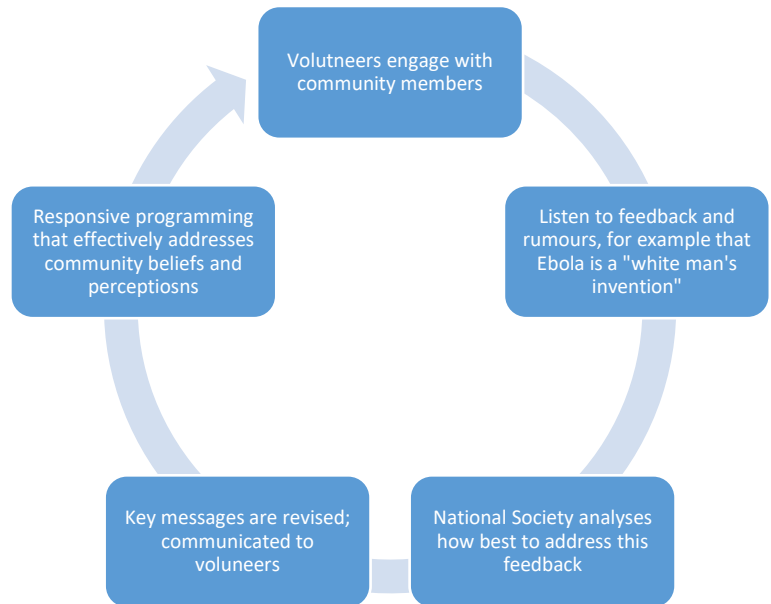 Volutneers engage with
community members
Listen to feedback and
rumours, for example that
Ebola is a "white man's
invention"
National Society analyses
how best to address this
feedback
Key messages are revised;
communicated to
voluneers
Responsive programming
that effectively addresses
community beliefs and
perceptiosns